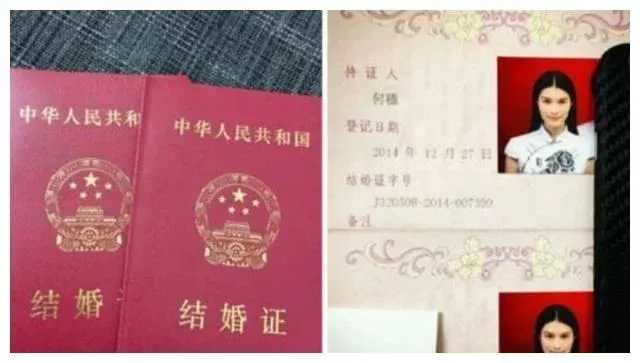 中华人民共和
结婚
中华人民共和国
结婚证
持证人
何穗
登记日期
2014 年 12 月 27 日
结婚证字号
J320508-2014-007399
备注